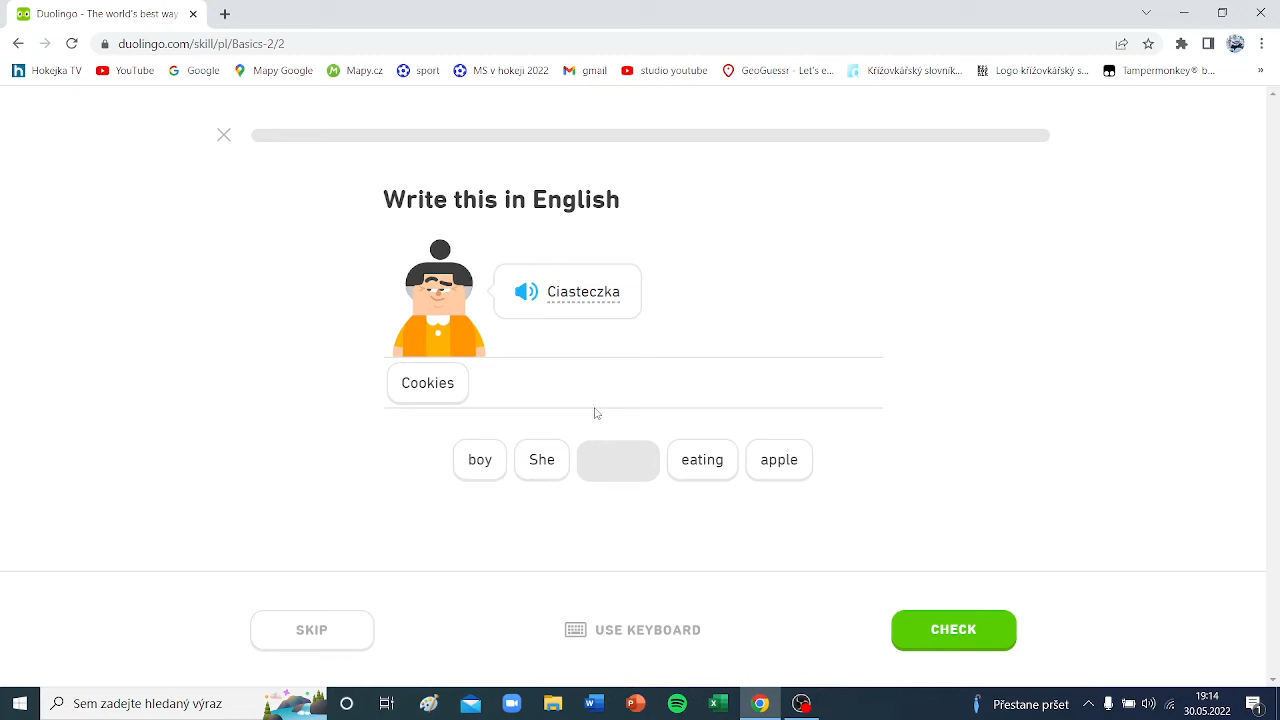 Duolingo - The world's best way
duolingo.com/skill/pl/Basics-2/2
Hokejka TV YouTube Google Mapy Google Mapy.cz sport MS v hokeji 2022 gmail studio youtube GeoGuessr - Let's e... Křížovkářský slovník... Logo křížovkářský s... Tampermonkey® b... »
Write this in English
Ciasteczka
Cookies
boy She eating apple
SKIP USE KEYBOARD CHECK
Sem zadejte hledaný výraz
Přestane pršet 19:14
30.05.2022